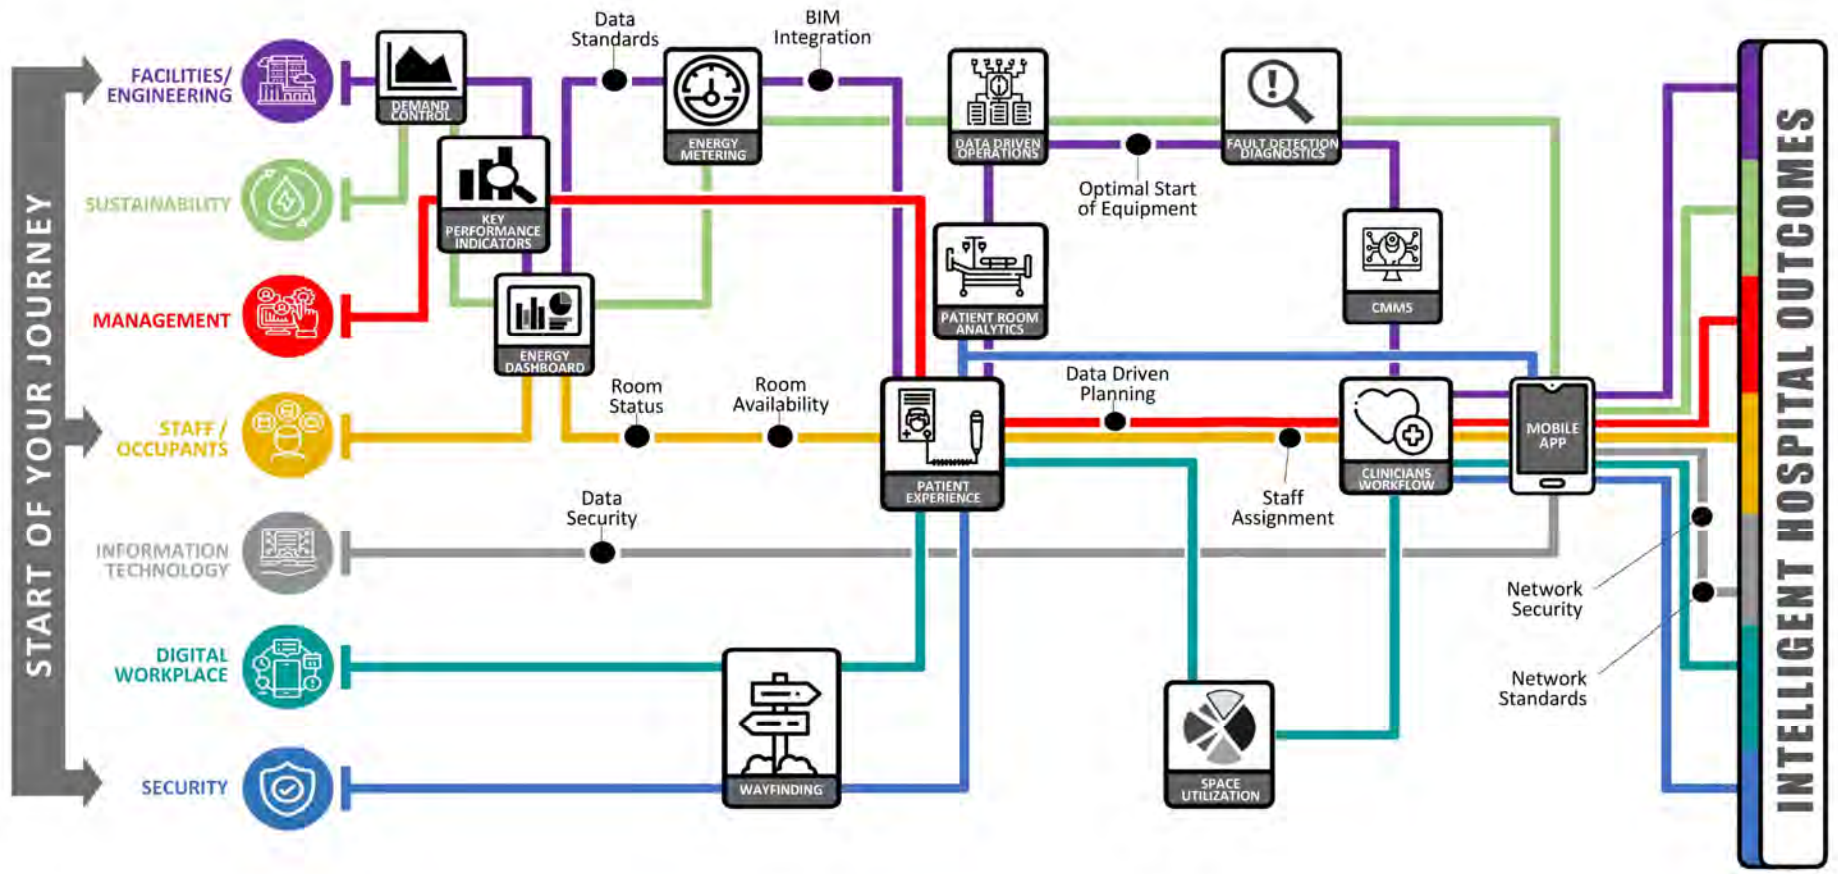 START OF YOUR JOURNEY
FACILITIES/
ENGINEERING
SUSTAINABILITY
MANAGEMENT
STAFF /
OCCUPANTS
INFORMATION
TECHNOLOGY
DIGITAL
WORKPLACE
SECURITY
DEMAND
CONTROL
KEY
PERFORMANCE
INDICATORS
ENERGY
DASHBOARD
Data
Standards
ENERGY
METERING
BIM
Integration
Room
Status
Room
Availability
Data
Security
WAYFINDING
DATA DRIVEN
OPERATIONS
PATIENT ROOM
ANALYTICS
PATIENT
EXPERIENCE
Optimal Start
of Equipment
FAULT DETECTION
DIAGNOSTICS
CMMS
Data Driven
Planning
Staff
Assignment
CLINICIANS
WORKFLOW
MOBILE
APP
SPACE
UTILIZATION
Network
Security
Network
Standards
INTELLIGENT HOSPITAL OUTCOMES